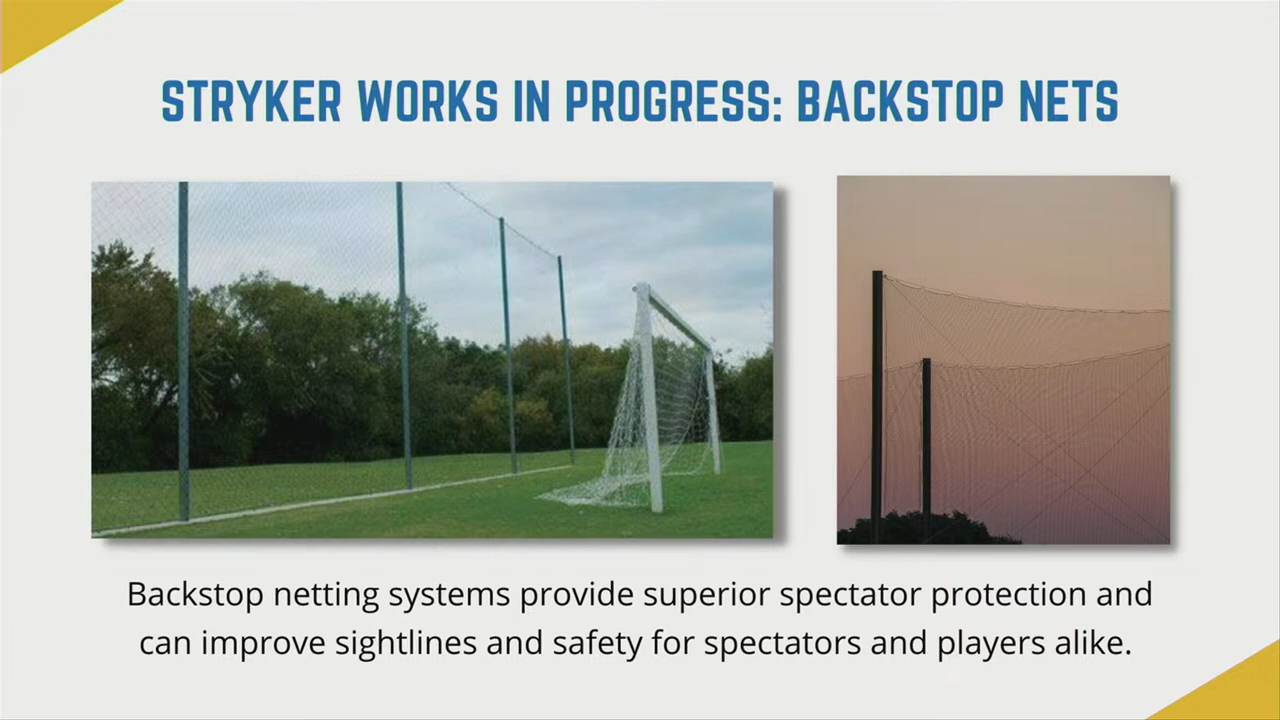 STRYKER WORKS IN PROGRESS: BACKSTOP NETS
Backstop netting systems provide superior spectator protection and
can improve sightlines and safety for spectators and players alike.